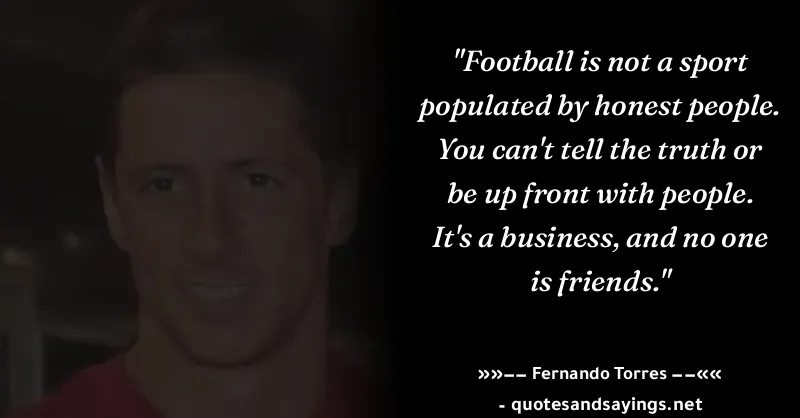 "Football is not a sport
populated by honest people.
You can't tell the truth or
be up front with people.
It's a business, and no one
is friends."
»»–– Fernando Torres ––««
- quotesandsayings.net